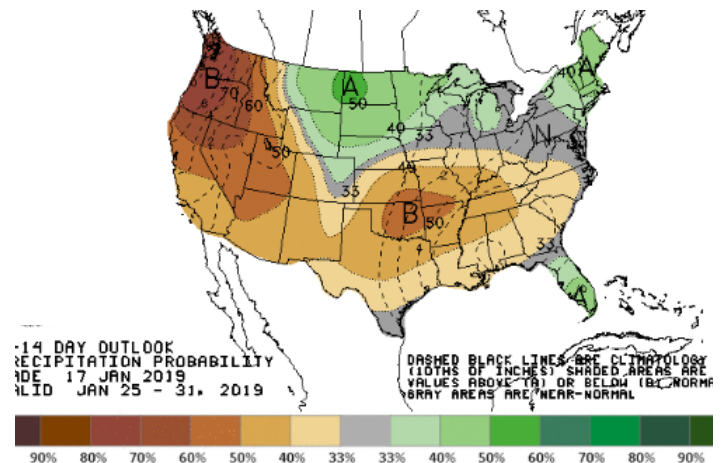 B
70
60
50
A
50
40
33
40
A
N
40
33
B
50
33
A
-14 DAY OUTLOOK
RECIPITATION PROBABILITY
ADE 17 JAN 2019
ALID JAN 25 - 31, 2019
DASHED BLACK LINES ARE CLIMATOLOGY
(10THS OF INCHES) SHADED AREAS ARE
VALUES ABOVE (A) OR BELOW (B) NORMA
GRAY AREAS ARE NEAR-NORMAL
90% 80% 70% 60% 50% 40% 33% 33% 40% 50% 60% 70% 80% 90%